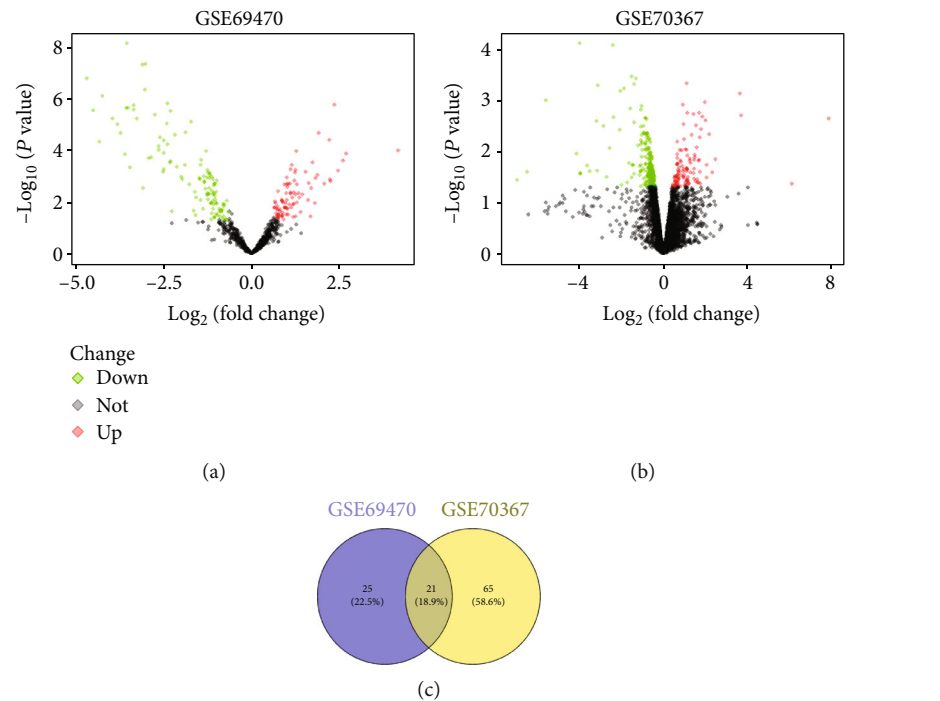 GSE69470
GSE70367
−Log10 (P value)
8
6
4
2
0
−5.0
−2.5
0.0
2.5
Log2 (fold change)
−Log10 (P value)
4
3
2
1
0
−4
0
4
8
Log2 (fold change)
Change
Down
Not
Up
(a)
(b)
GSE69470
GSE70367
25
(22.5%)
21
(18.9%)
65
(58.6%)
(c)